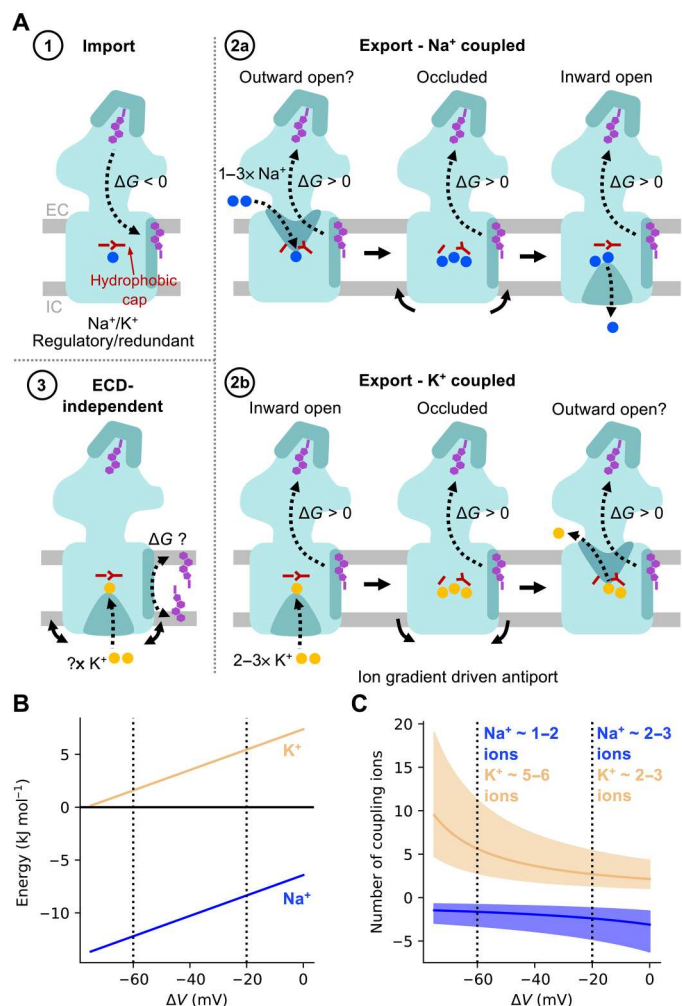 A
1
Import
ΔG < 0
EC
IC
Hydrophobic
cap
Na⁺/K⁺
Regulatory/redundant
2a
Export - Na⁺ coupled
Outward open?
Occluded
Inward open
1–3x Na⁺
ΔG > 0
ΔG > 0
ΔG > 0
3
ECD-
independent
ΔG ?
?x K⁺
2b
Export - K⁺ coupled
Inward open
Occluded
Outward open?
ΔG > 0
ΔG > 0
ΔG > 0
2–3x K⁺
Ion gradient driven antiport
B
Energy (kJ mol⁻¹)
5
0
−5
−10
K⁺
Na⁺
−60
−40
−20
0
ΔV (mV)
C
Number of coupling ions
20
15
10
5
0
−5
Na⁺ ~ 1–2
ions
K⁺ ~ 5–6
ions
Na⁺ ~ 2–3
ions
K⁺ ~ 2–3
ions
−60
−40
−20
0
ΔV (mV)